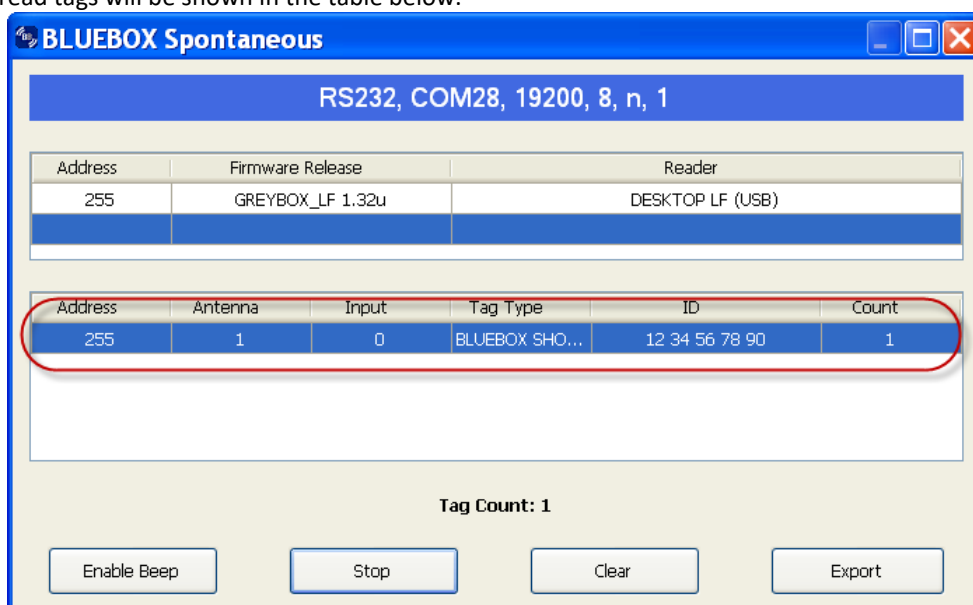 read tags will be shown in the table below.
BLUEBOX Spontaneous
RS232, COM28, 19200, 8, n, 1
Address Firmware Release Reader
255 GREYBOX_LF 1.32u DESKTOP LF (USB)
Address Antenna Input Tag Type ID Count
255 1 0 BLUEBOX SHO... 12 34 56 78 90 1
Tag Count: 1
Enable Beep Stop Clear Export